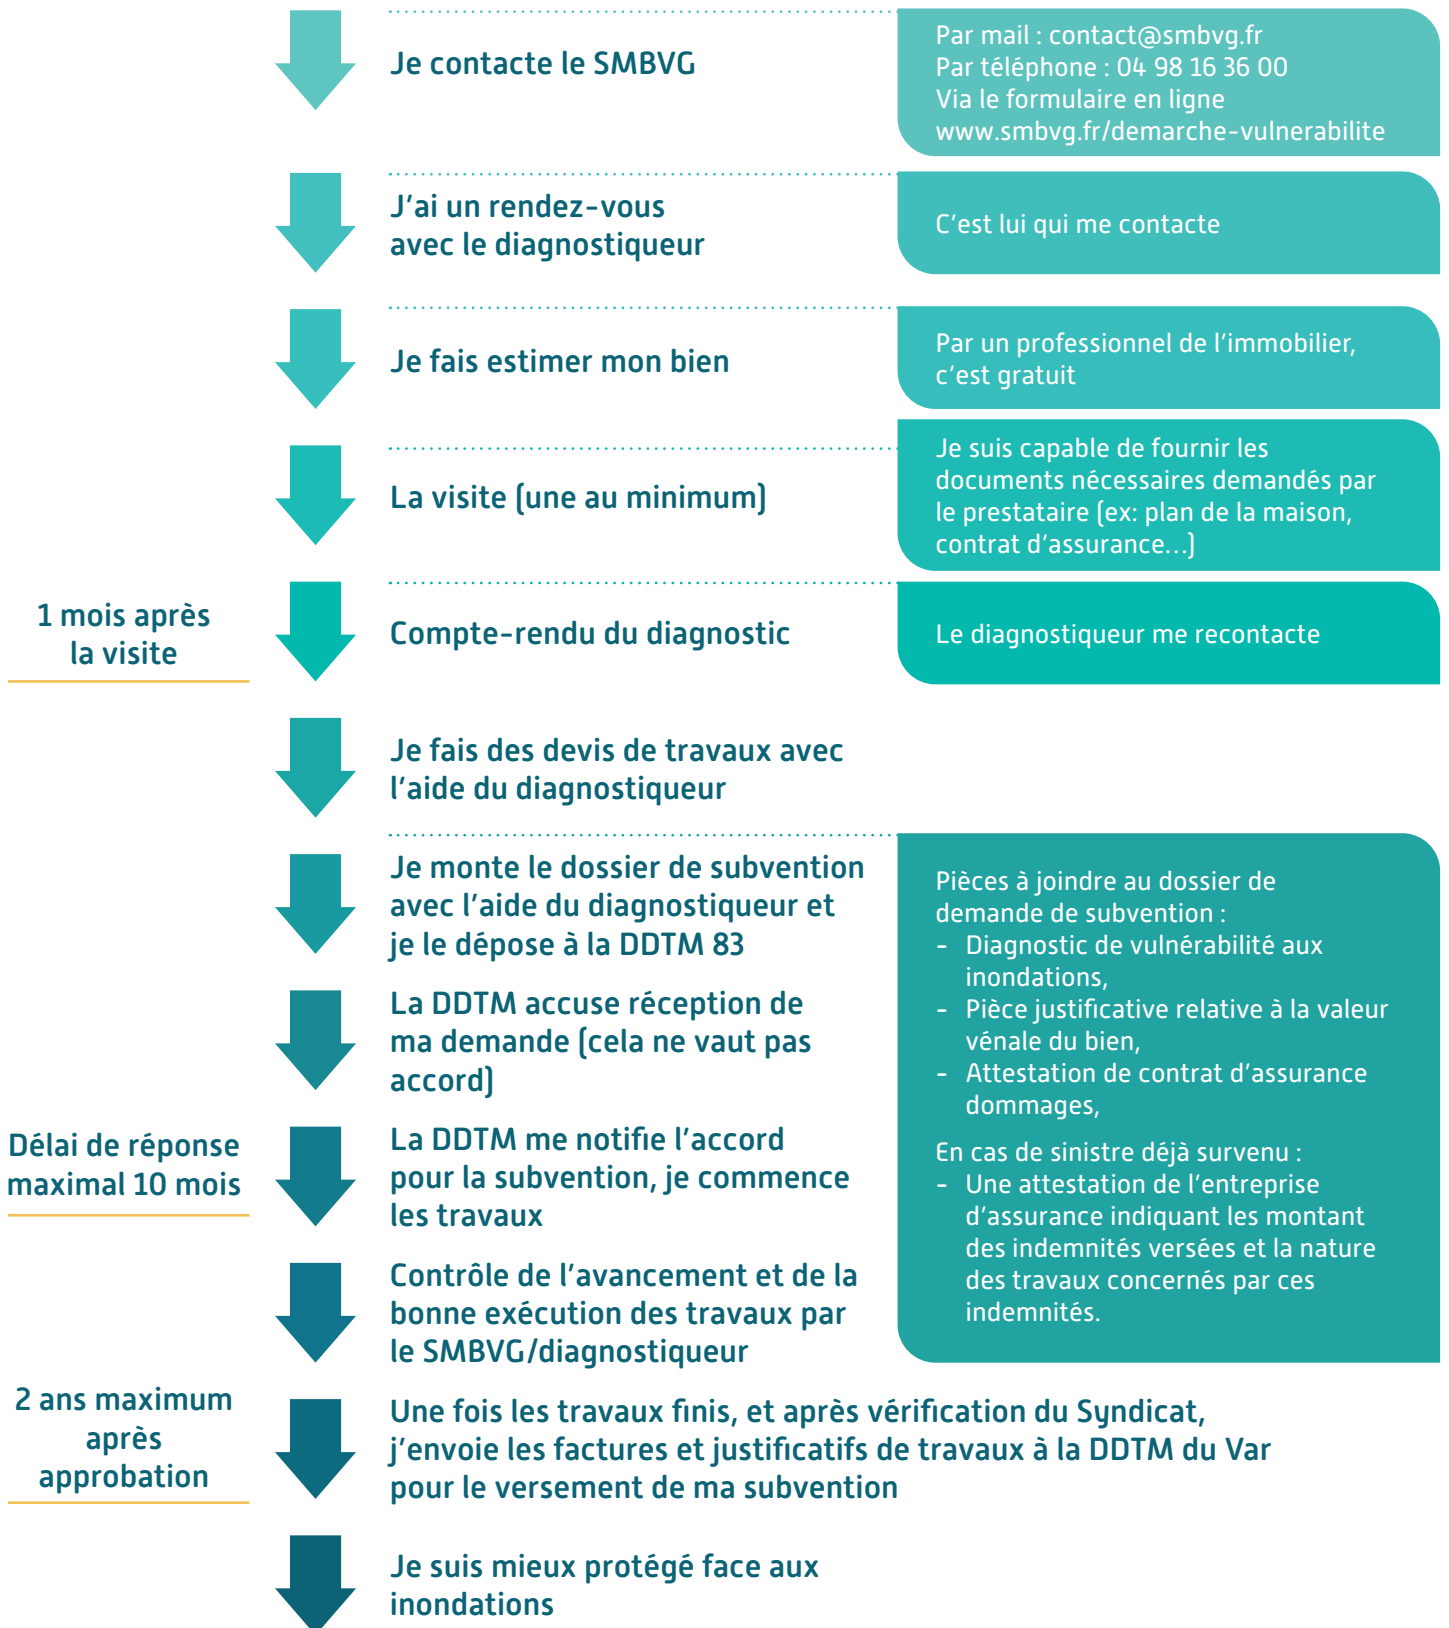 Je contacte le SMBVG
Par mail : contact@smbvg.fr
Par téléphone : 04 98 16 36 00
Via le formulaire en ligne
www.smbvg.fr/demarche-vulnerabilite
J'ai un rendez-vous
avec le diagnostiqueur
C'est lui qui me contacte
Je fais estimer mon bien
Par un professionnel de l'immobilier,
c'est gratuit
La visite (une au minimum)
Je suis capable de fournir les
documents nécessaires demandés par
le prestataire (ex: plan de la maison,
contrat d'assurance...)
1 mois après
la visite
Compte-rendu du diagnostic
Le diagnostiqueur me recontacte
Je fais des devis de travaux avec
l'aide du diagnostiqueur
Je monte le dossier de subvention
avec l'aide du diagnostiqueur et
je le dépose à la DDTM 83
La DDTM accuse réception de
ma demande (cela ne vaut pas
accord)
Pièces à joindre au dossier de
demande de subvention :
- Diagnostic de vulnérabilité aux
inondations,
- Pièce justificative relative à la valeur
vénale du bien,
- Attestation de contrat d'assurance
dommages,
En cas de sinistre déjà survenu :
- Une attestation de l'entreprise
d'assurance indiquant les montant
des indemnités versées et la nature
des travaux concernés par ces
indemnités.
Délai de réponse
maximal 10 mois
La DDTM me notifie l'accord
pour la subvention, je commence
les travaux
Contrôle de l'avancement et de la
bonne exécution des travaux par
le SMBVG/diagnostiqueur
2 ans maximum
après
approbation
Une fois les travaux finis, et après vérification du Syndicat,
j'envoie les factures et justificatifs de travaux à la DDTM du Var
pour le versement de ma subvention
Je suis mieux protégé face aux
inondations